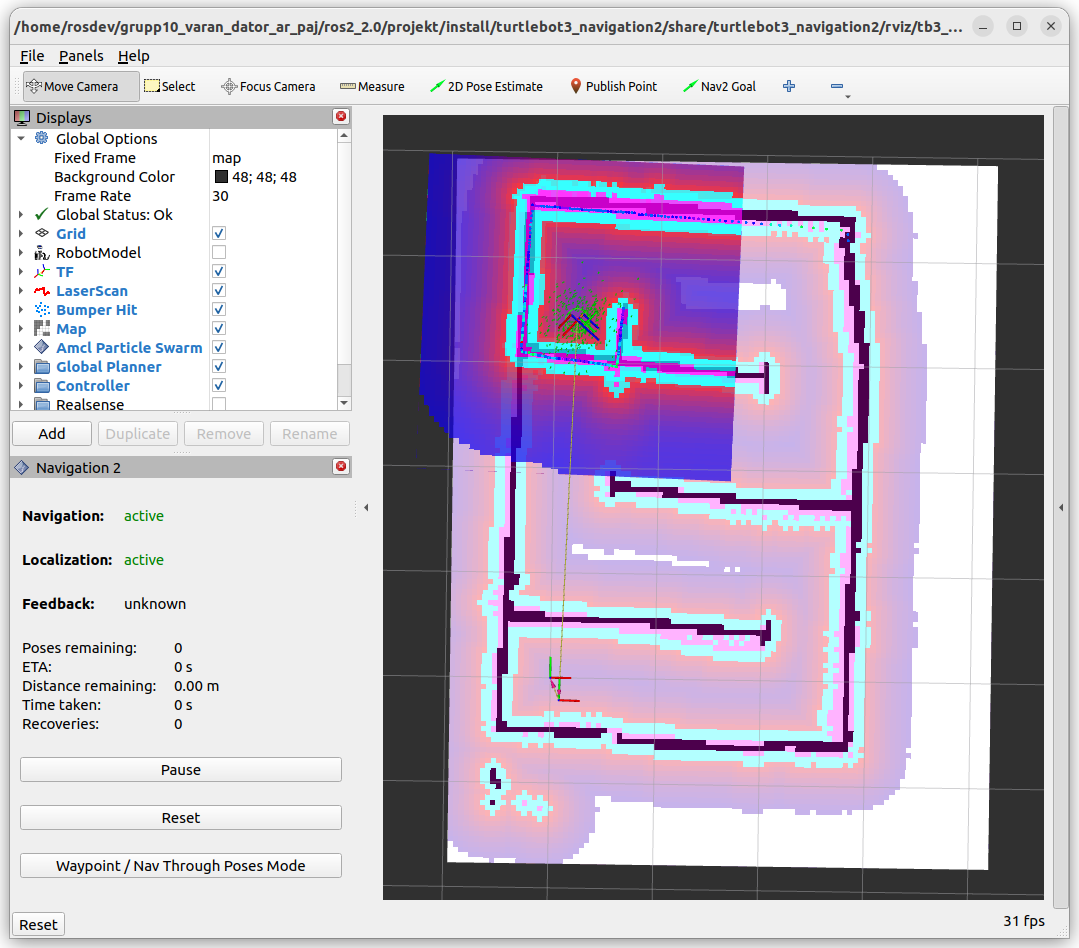 /home/rosdev/grupp10_varan_dator_ar_paj/ros2_2.0/projekt/install/turtlebot3_navigation2/share/turtlebot3_navigation2/rviz/tb3_...
File Panels Help
Move Camera Select Focus Camera Measure 2D Pose Estimate Publish Point Nav2 Goal
Displays
Global Options
Fixed Frame map
Background Color 48; 48; 48
Frame Rate 30
Global Status: Ok
Grid
RobotModel
TF
LaserScan
Bumper Hit
Map
Amcl Particle Swarm
Global Planner
Controller
Realsense
Add Duplicate Remove Rename
Navigation 2
Navigation: active
Localization: active
Feedback: unknown
Poses remaining: 0
ETA: 0 s
Distance remaining: 0.00 m
Time taken: 0 s
Recoveries: 0
Pause
Reset
Waypoint / Nav Through Poses Mode
Reset
31 fps